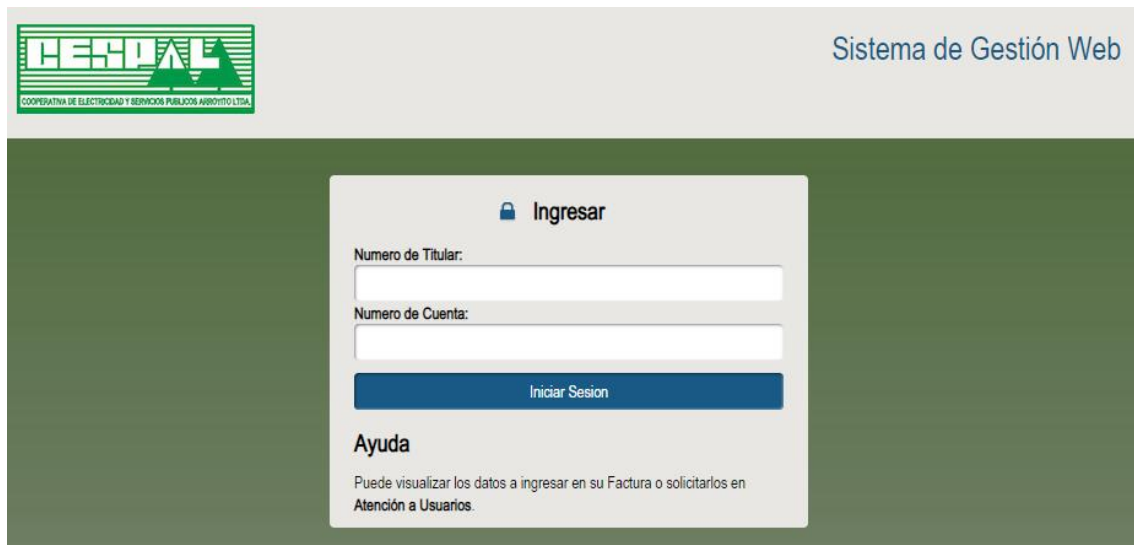 CESPAL
COOPERATIVA DE ELECTRICIDAD Y SERVICIOS PUBLICOS ARROYITO LTDA.
Sistema de Gestión Web
Ingresar
Numero de Titular:
Numero de Cuenta:
Iniciar Sesion
Ayuda
Puede visualizar los datos a ingresar en su Factura o solicitarlos en
Atención a Usuarios.